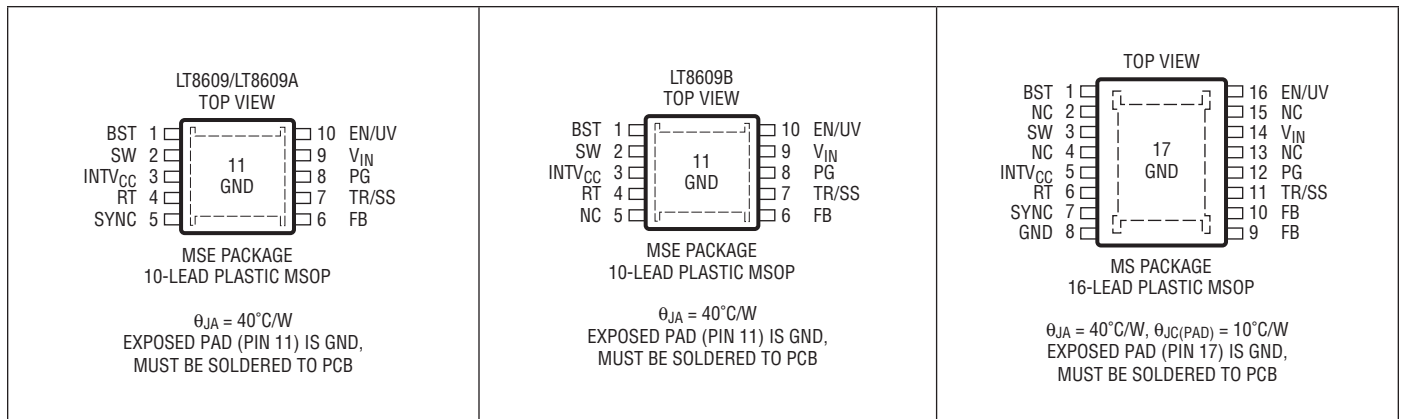 LT8609/LT8609A
TOP VIEW
BST 1 10 EN/UV
SW 2 9 VIN
INTVCC 3 8 PG
RT 4 7 TR/SS
SYNC 5 6 FB
11
GND
MSE PACKAGE
10-LEAD PLASTIC MSOP
θJA = 40°C/W
EXPOSED PAD (PIN 11) IS GND,
MUST BE SOLDERED TO PCB
LT8609B
TOP VIEW
BST 1 10 EN/UV
SW 2 9 VIN
INTVCC 3 8 PG
RT 4 7 TR/SS
NC 5 6 FB
11
GND
MSE PACKAGE
10-LEAD PLASTIC MSOP
θJA = 40°C/W
EXPOSED PAD (PIN 11) IS GND,
MUST BE SOLDERED TO PCB
TOP VIEW
BST 1 16 EN/UV
NC 2 15 NC
SW 3 14 VIN
NC 4 13 NC
INTVCC 5 12 PG
RT 6 11 TR/SS
SYNC 7 10 FB
GND 8 9 FB
17
GND
MS PACKAGE
16-LEAD PLASTIC MSOP
θJA = 40°C/W, θJC(PAD) = 10°C/W
EXPOSED PAD (PIN 17) IS GND,
MUST BE SOLDERED TO PCB